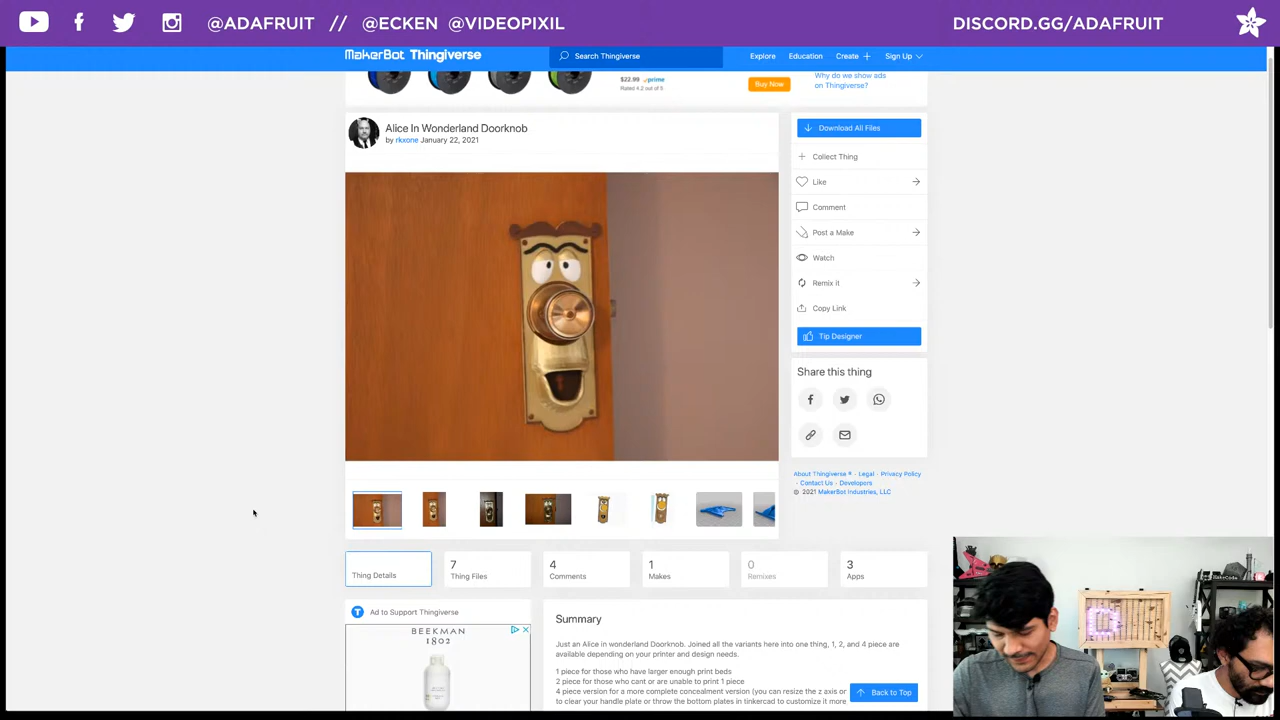 @ADAFRUIT // @ECKEN @VIDEOPIXIL
DISCORD.GG/ADAFRUIT
MakerBot Thingiverse
Search Thingiverse
Explore
Education
Create
Sign Up
$22.99 prime
Rated 4.2 out of 5
Buy Now
Why do we show ads
on Thingiverse?
Alice In Wonderland Doorknob
by rkxone January 22, 2021
Download All Files
Collect Thing
Like
Comment
Post a Make
Watch
Remix it
Copy Link
Tip Designer
Share this thing
About Thingiverse ® · Legal · Privacy Policy
· Contact Us · Developers
© 2021 MakerBot Industries, LLC
Thing Details
7
Thing Files
4
Comments
1
Makes
0
Remixes
3
Apps
Ad to Support Thingiverse
BEEKMAN
1802
Summary
Just an Alice in wonderland Doorknob. Joined all the variants here into one thing, 1, 2, and 4 piece are
available depending on your printer and design needs.
1 piece for those who have larger enough print beds
2 piece for those who cant or are unable to print 1 piece
4 piece version for a more complete concealment version (you can resize the z axis or
to clear your handle plate or throw the bottom plates in tinkercad to customize it more
Back to Top